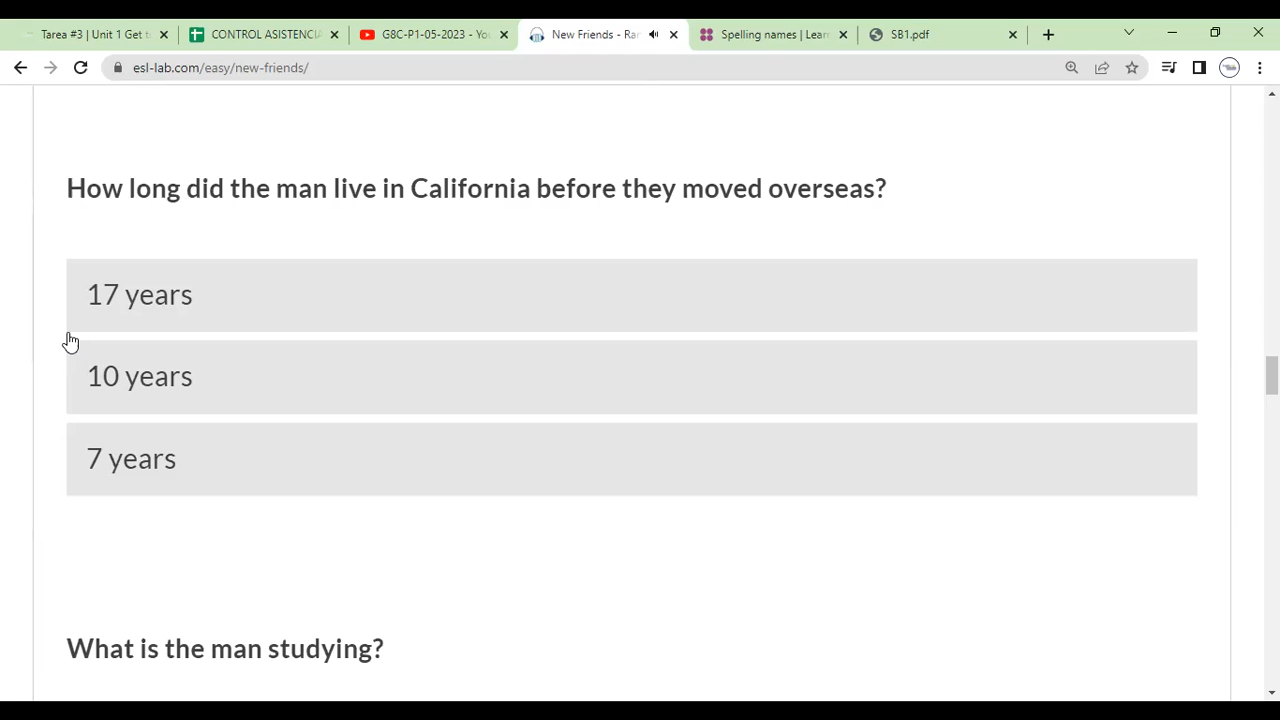 Tarea #3 | Unit 1 Get t
CONTROL ASISTENCIA
G8C-P1-05-2023 - Yo
New Friends - Ran
Spelling names | Lear
SB1.pdf
esl-lab.com/easy/new-friends/
How long did the man live in California before they moved overseas?
17 years
10 years
7 years
What is the man studying?